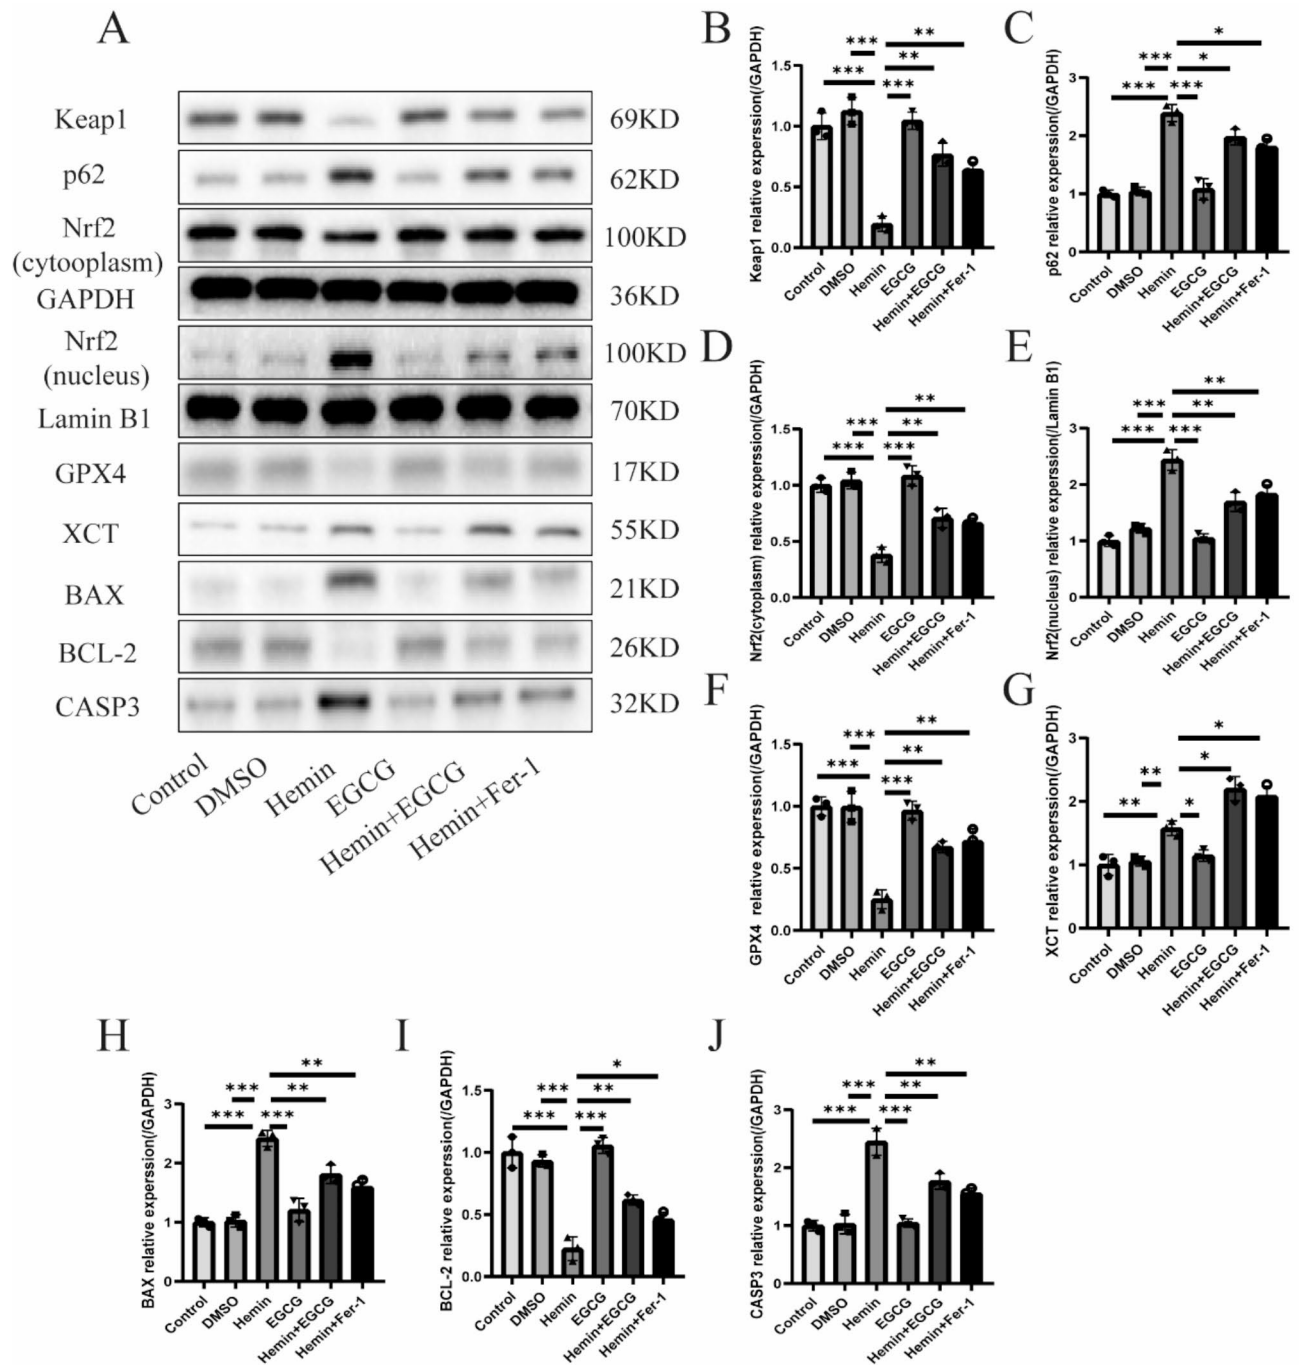 A
Keap1
69KD
p62
62KD
Nrf2
(cytooplasm)
100KD
GAPDH
36KD
Nrf2
(nucleus)
100KD
Lamin B1
70KD
GPX4
17KD
XCT
55KD
BAX
21KD
BCL-2
26KD
CASP3
32KD
Control
DMSO
Hemin
EGCG
Hemin+EGCG
Hemin+Fer-1
B
Keap1 relative experssion(/GAPDH)
1.5
1.0
0.5
0.0
***
***
***
**
**
Control
DMSO
Hemin
EGCG
Hemin+EGCG
Hemin+Fer-1
C
p62 relative experssion(/GAPDH)
3
2
1
0
***
***
***
*
*
Control
DMSO
Hemin
EGCG
Hemin+EGCG
Hemin+Fer-1
D
Nrf2(cytoplasm) relative experssion(/GAPDH)
1.5
1.0
0.5
0.0
***
***
***
**
**
Control
DMSO
Hemin
EGCG
Hemin+EGCG
Hemin+Fer-1
E
Nrf2(nucleus) relative experssion(/Lamin B1)
3
2
1
0
***
***
***
**
**
Control
DMSO
Hemin
EGCG
Hemin+EGCG
Hemin+Fer-1
F
GPX4 relative experssion(/GAPDH)
1.5
1.0
0.5
0.0
***
***
***
**
**
Control
DMSO
Hemin
EGCG
Hemin+EGCG
Hemin+Fer-1
G
XCT relative experssion(/GAPDH)
3
2
1
0
**
**
*
*
*
Control
DMSO
Hemin
EGCG
Hemin+EGCG
Hemin+Fer-1
H
BAX relative experssion(/GAPDH)
3
2
1
0
***
***
***
**
**
Control
DMSO
Hemin
EGCG
Hemin+EGCG
Hemin+Fer-1
I
BCL-2 relative experssion(/GAPDH)
1.5
1.0
0.5
0.0
***
***
***
**
*
Control
DMSO
Hemin
EGCG
Hemin+EGCG
Hemin+Fer-1
J
CASP3 relative experssion(/GAPDH)
3
2
1
0
***
***
***
**
**
Control
DMSO
Hemin
EGCG
Hemin+EGCG
Hemin+Fer-1